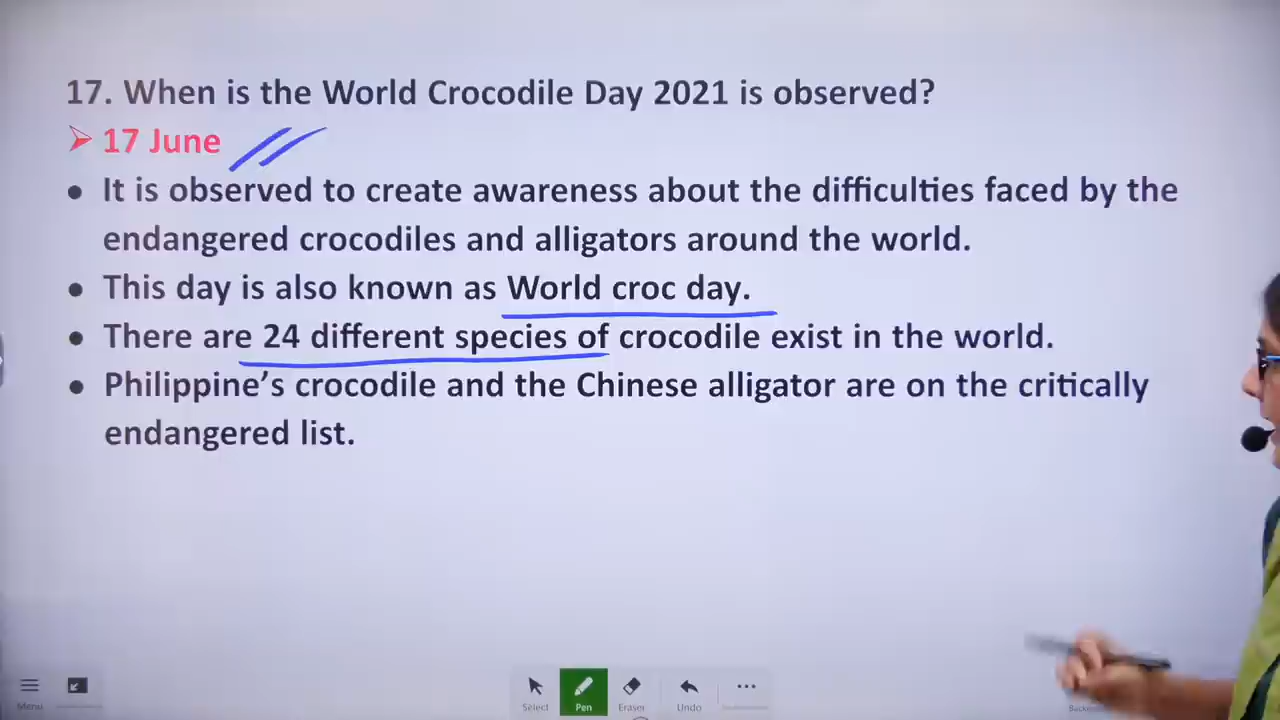 17. When is the World Crocodile Day 2021 is observed?
➢ 17 June
• It is observed to create awareness about the difficulties faced by the
endangered crocodiles and alligators around the world.
• This day is also known as World croc day.
• There are 24 different species of crocodile exist in the world.
• Philippine’s crocodile and the Chinese alligator are on the critically
endangered list.
Menu
Select Pen Eraser Undo